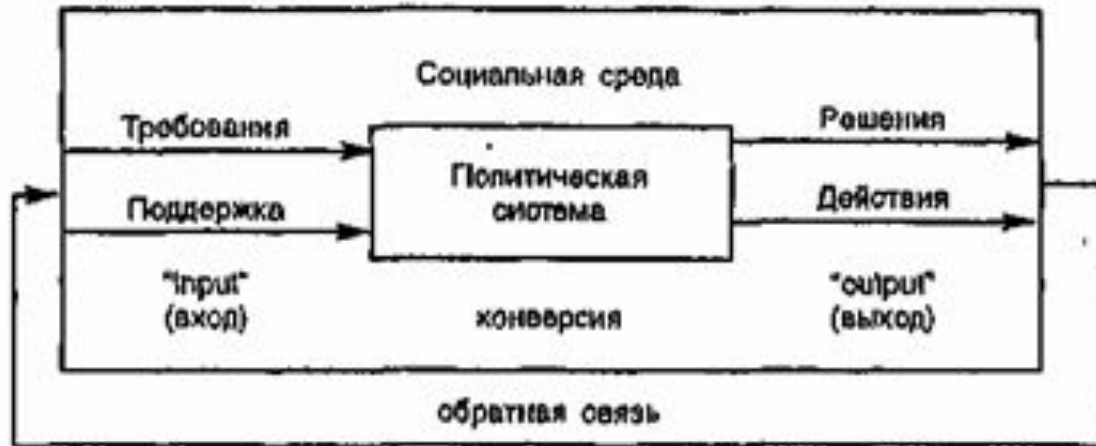 Социальная среда
Требования
Решения
Политическая
система
Поддержка
Действия
"input"
(вход)
конверсия
"output"
(выход)
обратная связь